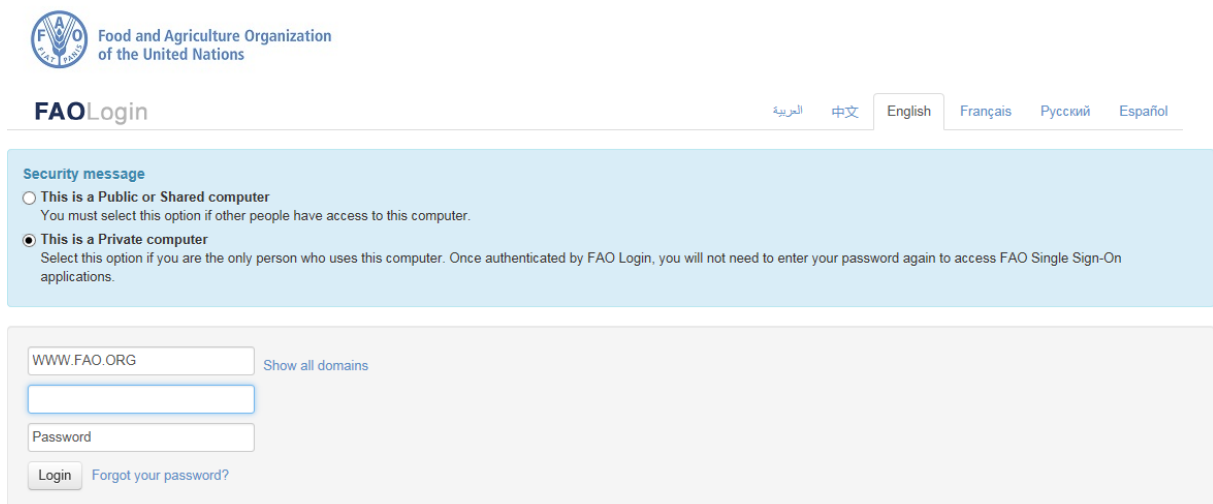 F A O
FIAT PANIS
Food and Agriculture Organization
of the United Nations
FAOLogin
العربية 中文 English Français Русский Español
Security message
This is a Public or Shared computer
You must select this option if other people have access to this computer.
This is a Private computer
Select this option if you are the only person who uses this computer. Once authenticated by FAO Login, you will not need to enter your password again to access FAO Single Sign-On
applications.
WWW.FAO.ORG Show all domains
Password
Login Forgot your password?